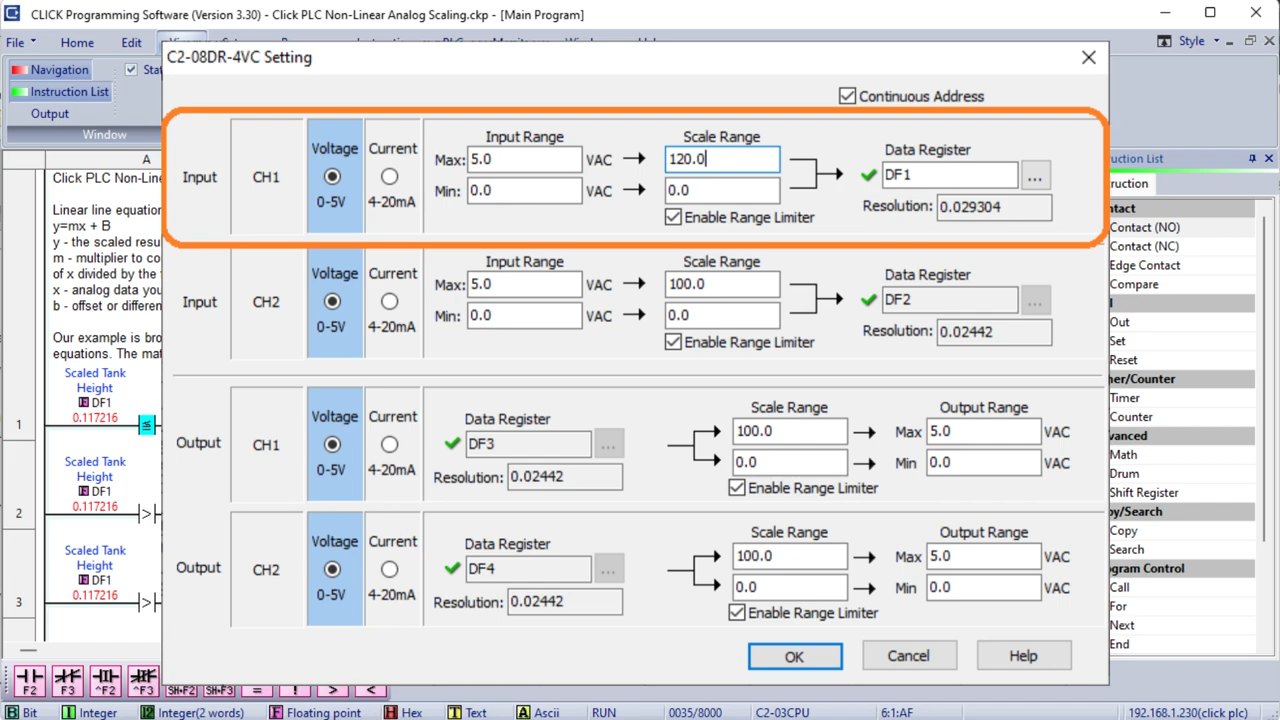 CLICK Programming Software (Version 3.30) - Click PLC Non-Linear Analog Scaling.ckp - [Main Program]
File Home Edit Style
Navigation
Instruction List
Output
Window
C2-08DR-4VC Setting
Continuous Address
Input CH1
Voltage Current
0-5V 4-20mA
Input Range Scale Range
Max: 5.0 VAC 120.0
Min: 0.0 VAC 0.0
Enable Range Limiter
Data Register
DF1 ...
Resolution: 0.029304
Input CH2
Voltage Current
0-5V 4-20mA
Input Range Scale Range
Max: 5.0 VAC 100.0
Min: 0.0 VAC 0.0
Enable Range Limiter
Data Register
DF2 ...
Resolution: 0.02442
Output CH1
Voltage Current
0-5V 4-20mA
Data Register
DF3 ...
Resolution: 0.02442
Scale Range Output Range
100.0 Max 5.0 VAC
0.0 Min 0.0 VAC
Enable Range Limiter
Output CH2
Voltage Current
0-5V 4-20mA
Data Register
DF4 ...
Resolution: 0.02442
Scale Range Output Range
100.0 Max 5.0 VAC
0.0 Min 0.0 VAC
Enable Range Limiter
OK Cancel Help
A
Click PLC Non-Line
Linear line equation
y=mx + B
y - the scaled resu
m - multiplier to co
of x divided by the
x - analog data you
b - offset or differen
Our example is bro
equations. The mat
Scaled Tank
Height
F DF1
1 0.117216 ≤
Scaled Tank
Height
F DF1
2 0.117216 >
Scaled Tank
Height
F DF1
3 0.117216 >
uction List
ruction
ntact
Contact (NO)
Contact (NC)
Edge Contact
Compare
Out
Set
Reset
ner/Counter
Timer
Counter
vanced
Math
Drum
Shift Register
py/Search
Copy
Search
ogram Control
Call
For
Next
End
F2 F3 ^F2 ^F3 SH+F2 SH+F3 = ! > <
B Bit I Integer I2 Integer(2 words) F Floating point H Hex T Text A Ascii RUN 0035/8000 C2-03CPU 6:1:AF 192.168.1.230(click plc)